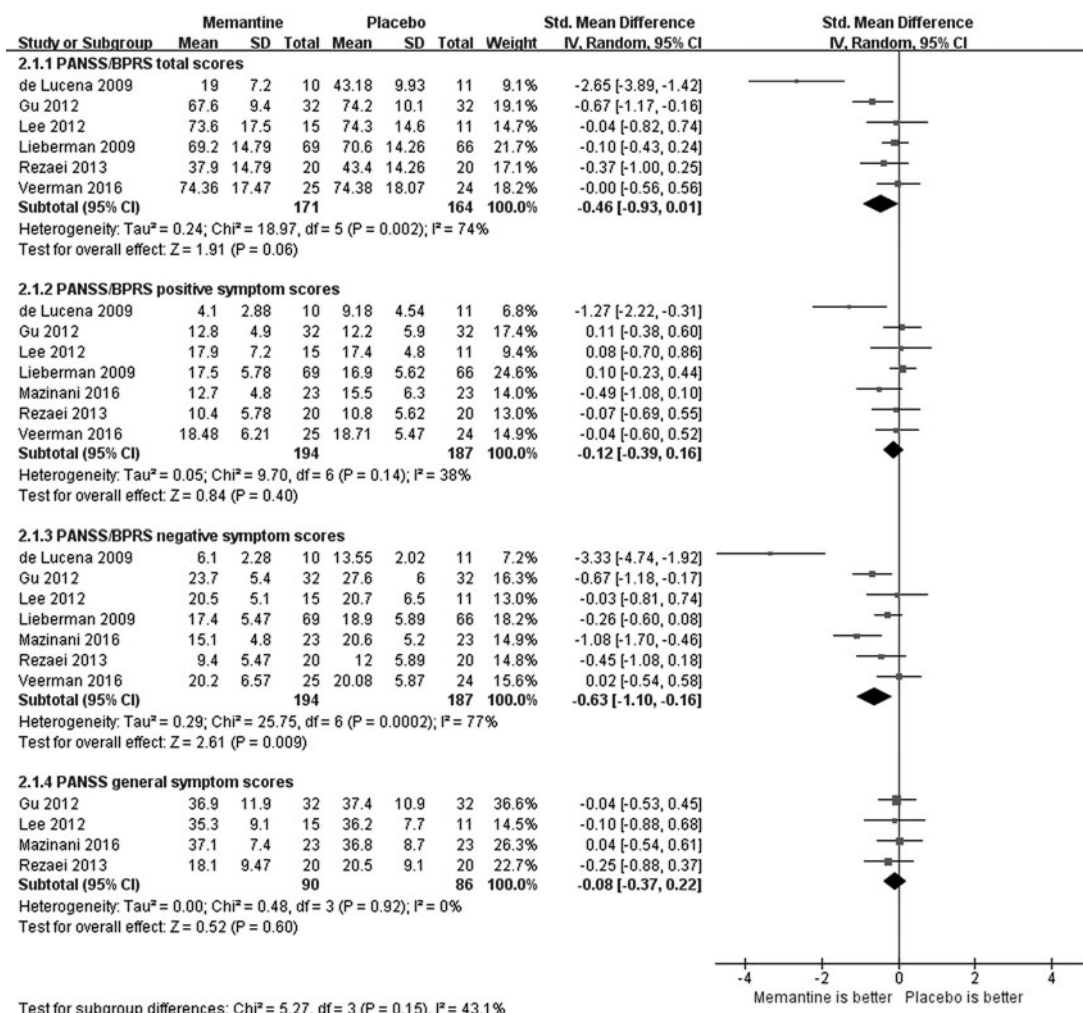 Memantine Placebo Std. Mean Difference Std. Mean Difference
Study or Subgroup Mean SD Total Mean SD Total Weight IV, Random, 95% CI IV, Random, 95% CI
2.1.1 PANSS/BPRS total scores
de Lucena 2009 19 7.2 10 43.18 9.93 11 9.1% -2.65 [-3.89, -1.42]
Gu 2012 67.6 9.4 32 74.2 10.1 32 19.1% -0.67 [-1.17, -0.16]
Lee 2012 73.6 17.5 15 74.3 14.6 11 14.7% -0.04 [-0.82, 0.74]
Lieberman 2009 69.2 14.79 69 70.6 14.26 66 21.7% -0.10 [-0.43, 0.24]
Rezaei 2013 37.9 14.79 20 43.4 14.26 20 17.1% -0.37 [-1.00, 0.25]
Veerman 2016 74.36 17.47 25 74.38 18.07 24 18.2% -0.00 [-0.56, 0.56]
Subtotal (95% CI) 171 164 100.0% -0.46 [-0.93, 0.01]
Heterogeneity: Tau² = 0.24; Chi² = 18.97, df = 5 (P = 0.002); I² = 74%
Test for overall effect: Z = 1.91 (P = 0.06)
2.1.2 PANSS/BPRS positive symptom scores
de Lucena 2009 4.1 2.88 10 9.18 4.54 11 6.8% -1.27 [-2.22, -0.31]
Gu 2012 12.8 4.9 32 12.2 5.9 32 17.4% 0.11 [-0.38, 0.60]
Lee 2012 17.9 7.2 15 17.4 4.8 11 9.4% 0.08 [-0.70, 0.86]
Lieberman 2009 17.5 5.78 69 16.9 5.62 66 24.6% 0.10 [-0.23, 0.44]
Mazinani 2016 12.7 4.8 23 15.5 6.3 23 14.0% -0.49 [-1.08, 0.10]
Rezaei 2013 10.4 5.78 20 10.8 5.62 20 13.0% -0.07 [-0.69, 0.55]
Veerman 2016 18.48 6.21 25 18.71 5.47 24 14.9% -0.04 [-0.60, 0.52]
Subtotal (95% CI) 194 187 100.0% -0.12 [-0.39, 0.16]
Heterogeneity: Tau² = 0.05; Chi² = 9.70, df = 6 (P = 0.14); I² = 38%
Test for overall effect: Z = 0.84 (P = 0.40)
2.1.3 PANSS/BPRS negative symptom scores
de Lucena 2009 6.1 2.28 10 13.55 2.02 11 7.2% -3.33 [-4.74, -1.92]
Gu 2012 23.7 5.4 32 27.6 6 32 16.3% -0.67 [-1.18, -0.17]
Lee 2012 20.5 5.1 15 20.7 6.5 11 13.0% -0.03 [-0.81, 0.74]
Lieberman 2009 17.4 5.47 69 18.9 5.89 66 18.2% -0.26 [-0.60, 0.08]
Mazinani 2016 15.1 4.8 23 20.6 5.2 23 14.9% -1.08 [-1.70, -0.46]
Rezaei 2013 9.4 5.47 20 12 5.89 20 14.8% -0.45 [-1.08, 0.18]
Veerman 2016 20.2 6.57 25 20.08 5.87 24 15.6% 0.02 [-0.54, 0.58]
Subtotal (95% CI) 194 187 100.0% -0.63 [-1.10, -0.16]
Heterogeneity: Tau² = 0.29; Chi² = 25.75, df = 6 (P = 0.0002); I² = 77%
Test for overall effect: Z = 2.61 (P = 0.009)
2.1.4 PANSS general symptom scores
Gu 2012 36.9 11.9 32 37.4 10.9 32 36.6% -0.04 [-0.53, 0.45]
Lee 2012 35.3 9.1 15 36.2 7.7 11 14.5% -0.10 [-0.88, 0.68]
Mazinani 2016 37.1 7.4 23 36.8 8.7 23 26.3% 0.04 [-0.54, 0.61]
Rezaei 2013 18.1 9.47 20 20.5 9.1 20 22.7% -0.25 [-0.88, 0.37]
Subtotal (95% CI) 90 86 100.0% -0.08 [-0.37, 0.22]
Heterogeneity: Tau² = 0.00; Chi² = 0.48, df = 3 (P = 0.92); I² = 0%
Test for overall effect: Z = 0.52 (P = 0.60)
-4 -2 0 2 4
Memantine is better Placebo is better
Test for subgroup differences: Chi² = 5.27, df = 3 (P = 0.15), I² = 43.1%